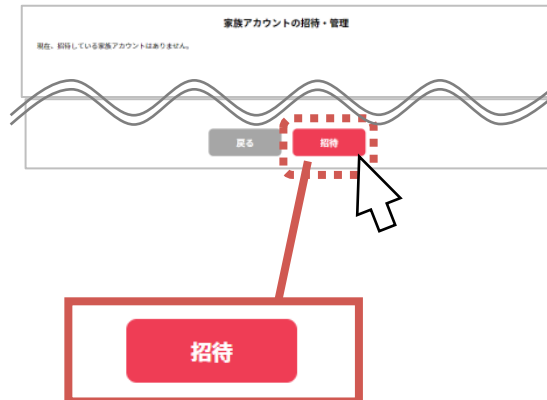 家族アカウントの招待・管理
現在、招待している家族アカウントはありません。
戻る
招待
招待